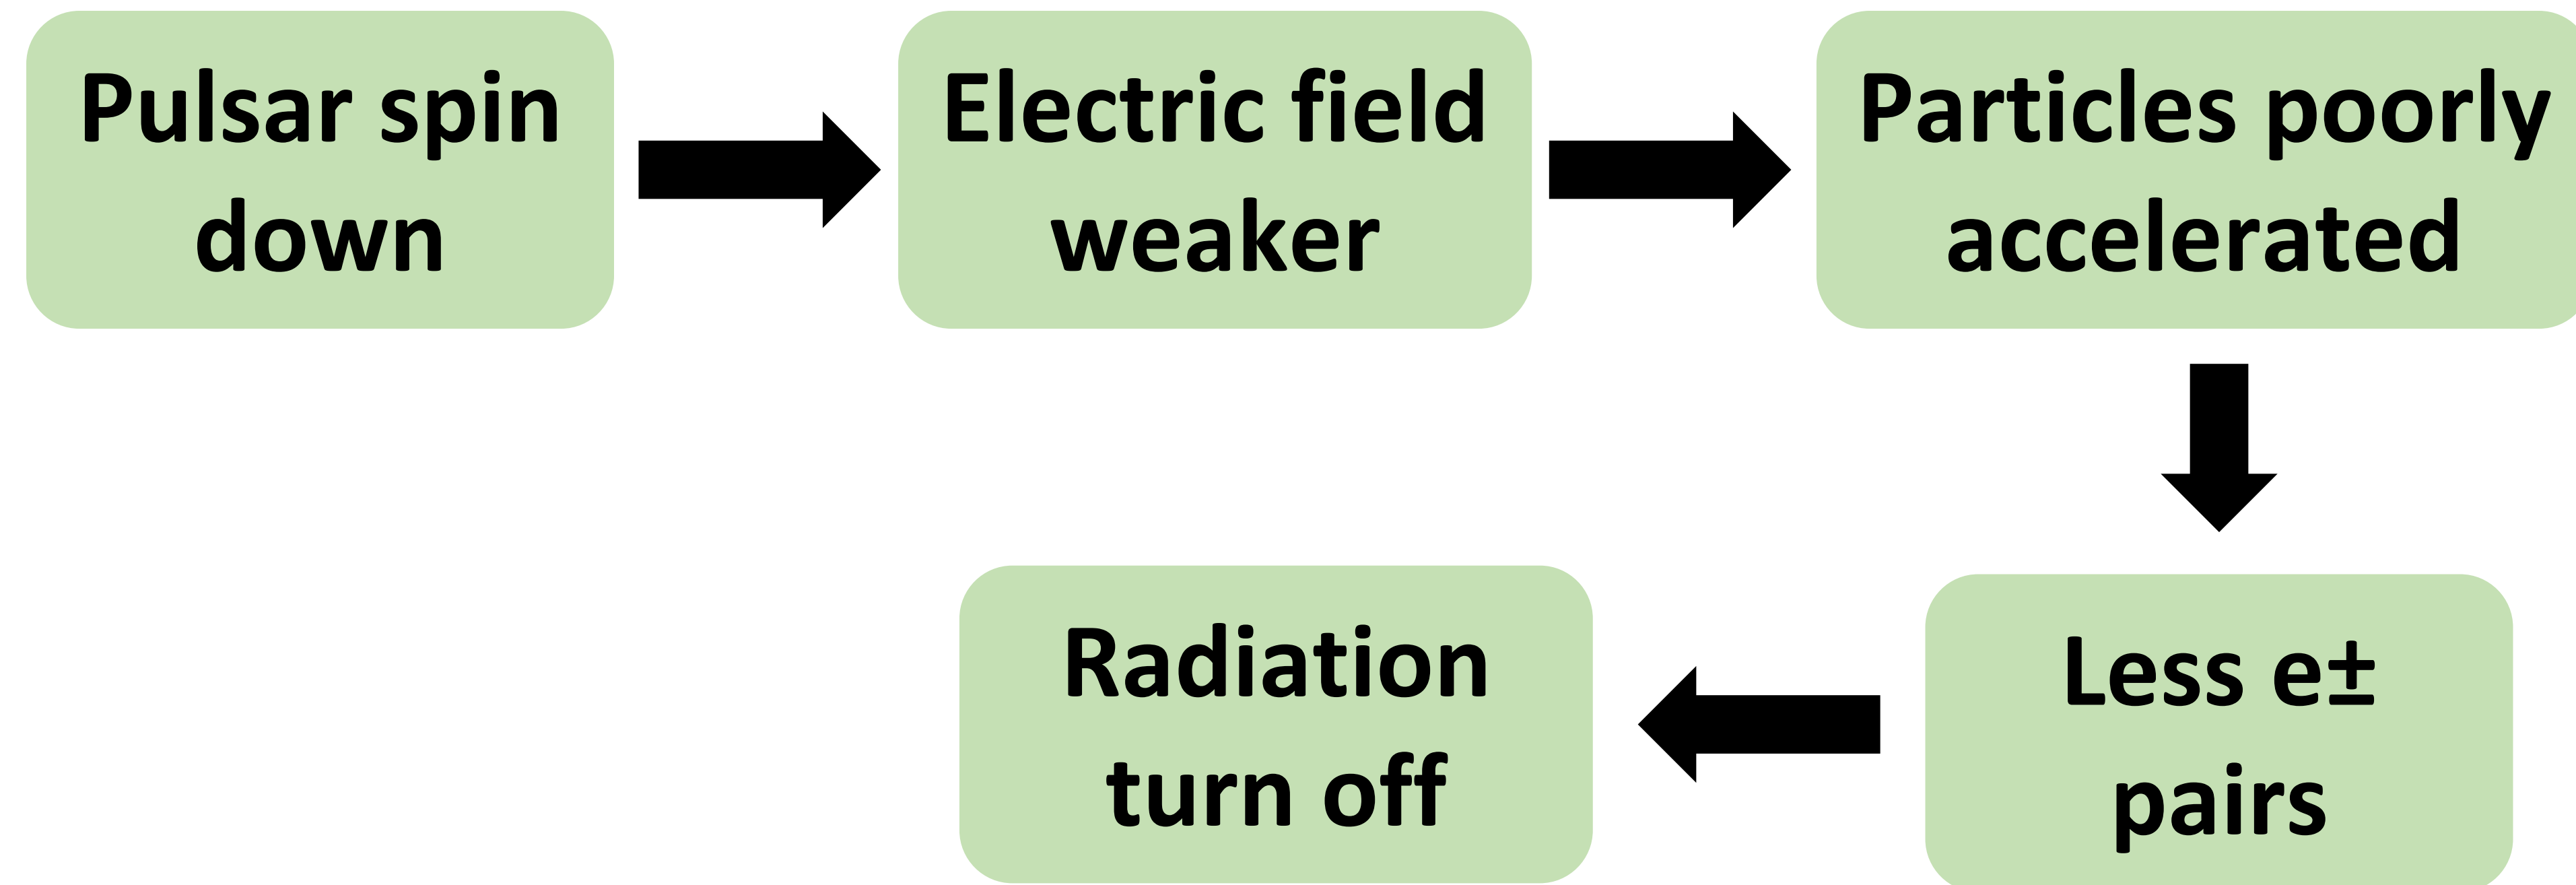 Pulsar spin
down
Electric field
weaker
Particles poorly
accelerated
Less e±
pairs
Radiation
turn off